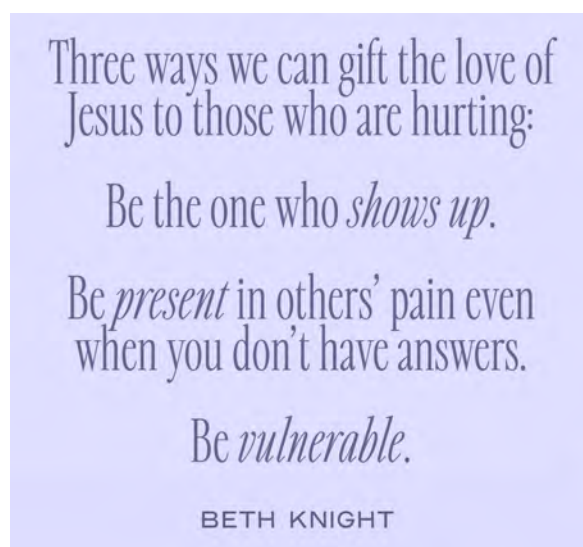 Three ways we can gift the love of
Jesus to those who are hurting:
Be the one who shows up.
Be present in others’ pain even
when you don’t have answers.
Be vulnerable.
BETH KNIGHT